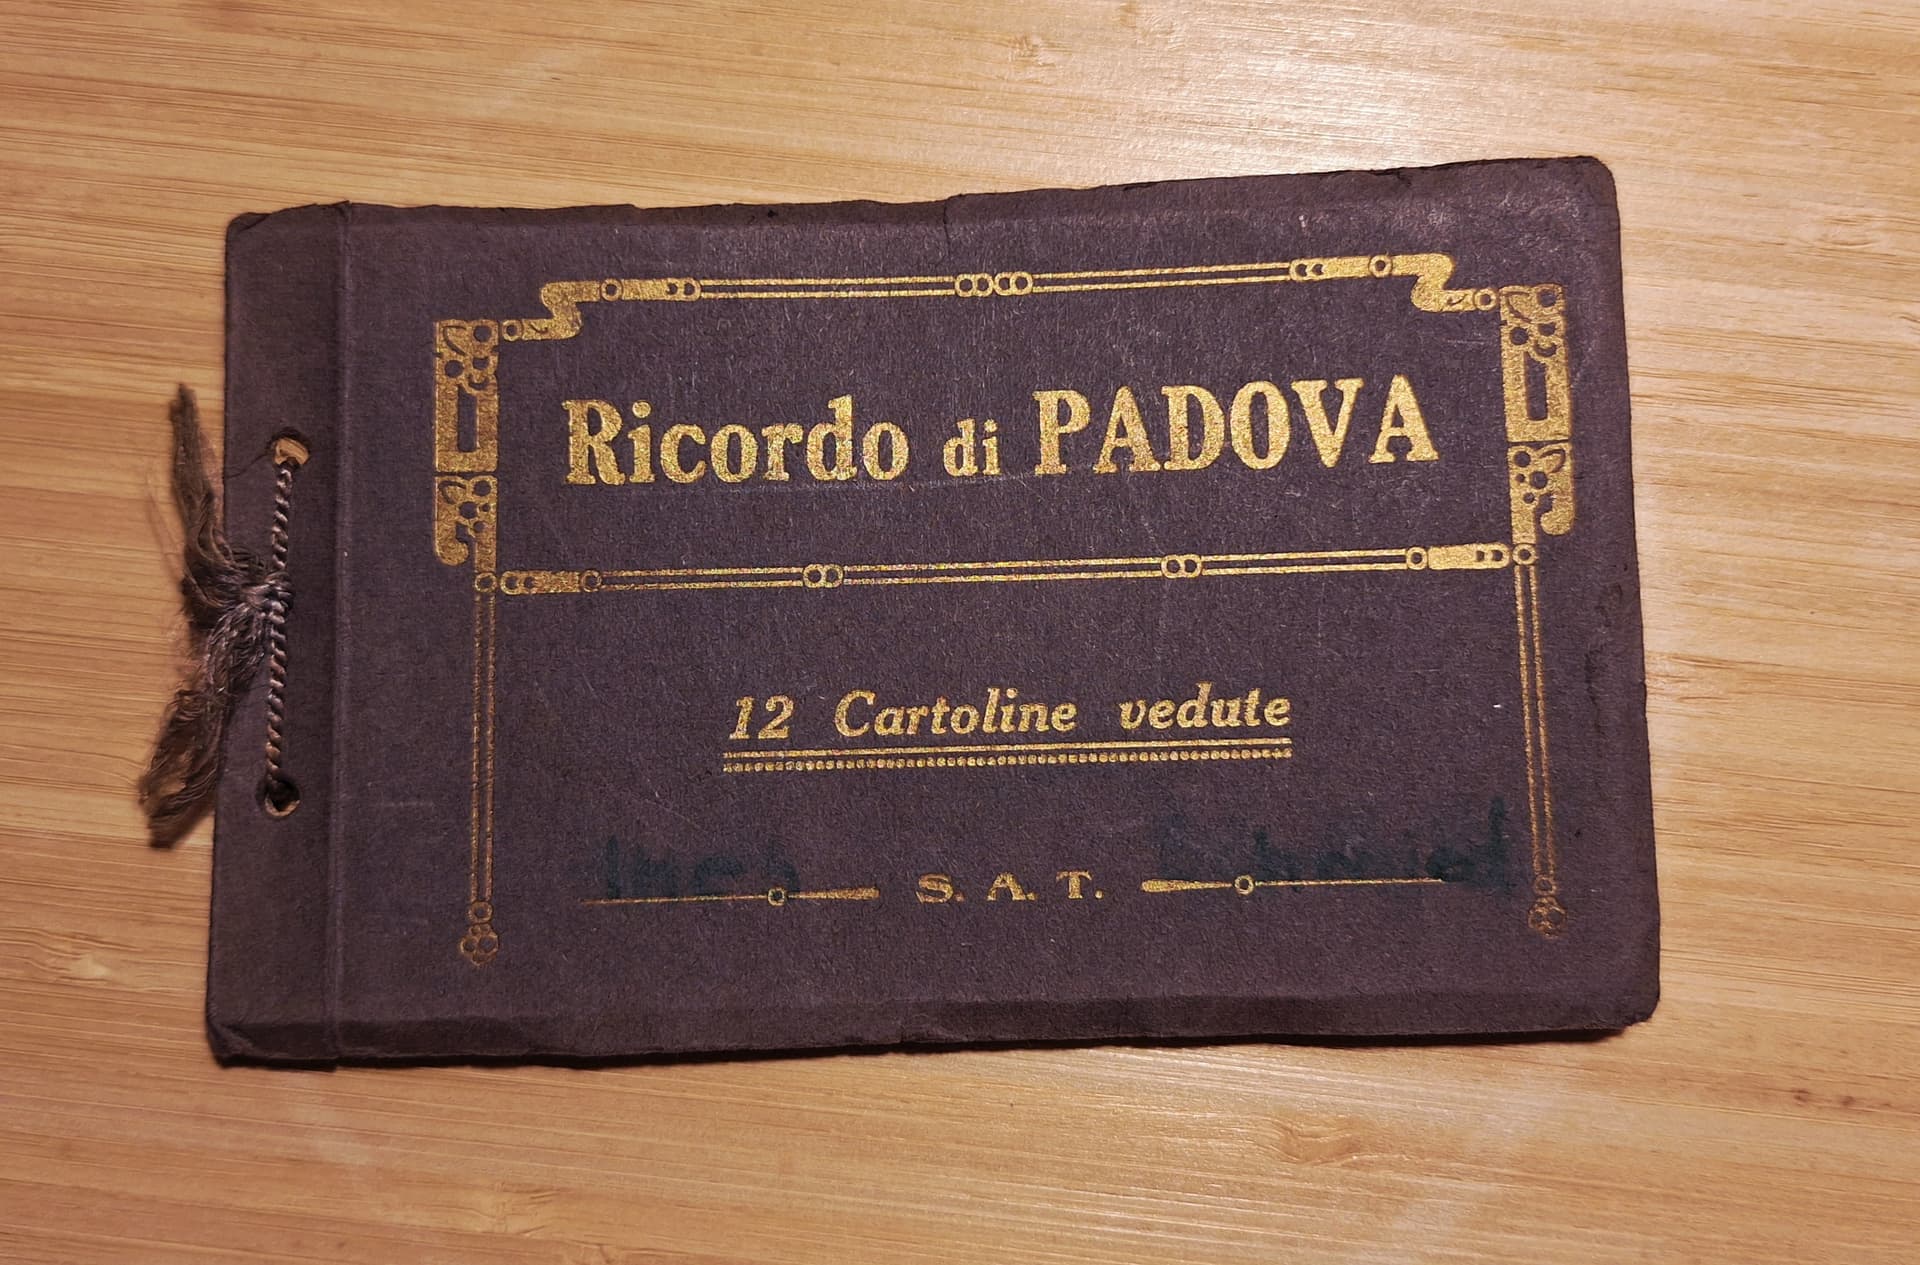 Ricordo di PADOVA
12 Cartoline vedute
S. A. T.